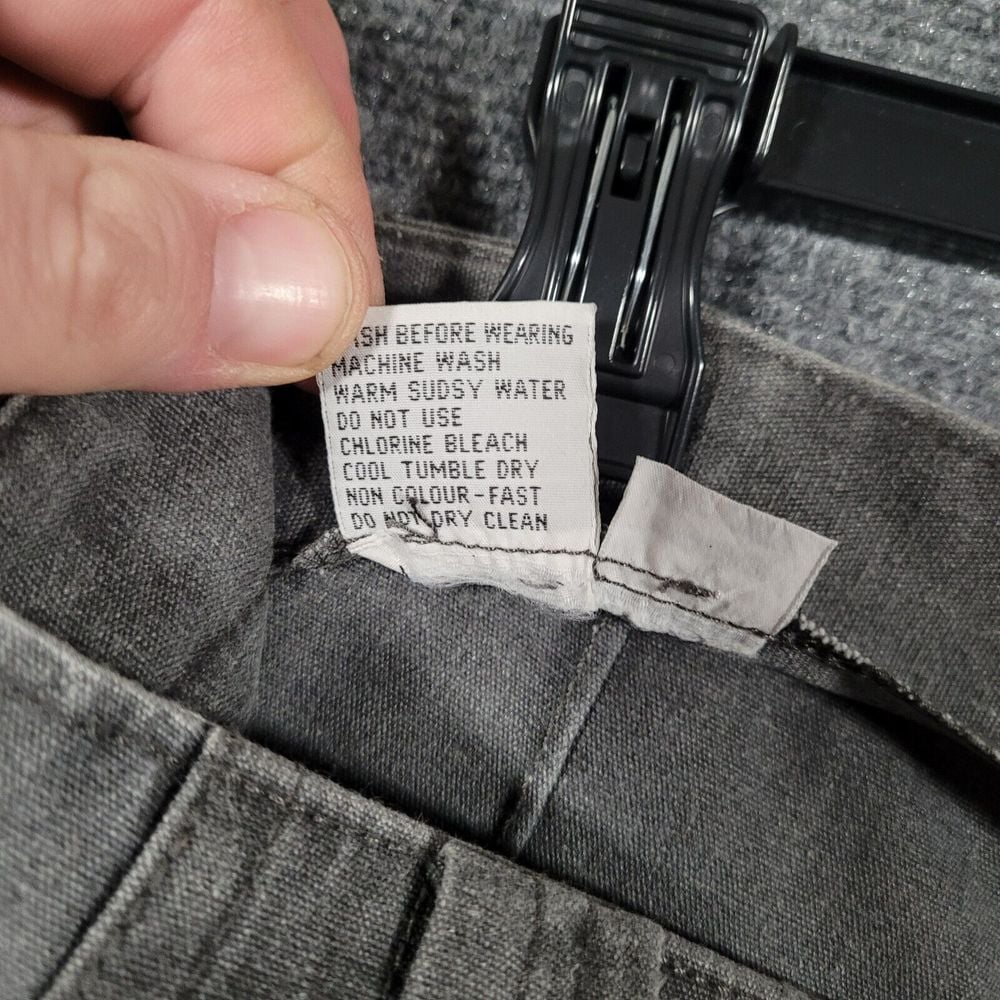 WASH BEFORE WEARING
MACHINE WASH
WARM SUDSY WATER
DO NOT USE
CHLORINE BLEACH
COOL TUMBLE DRY
NON COLOUR-FAST
DO NOT DRY CLEAN